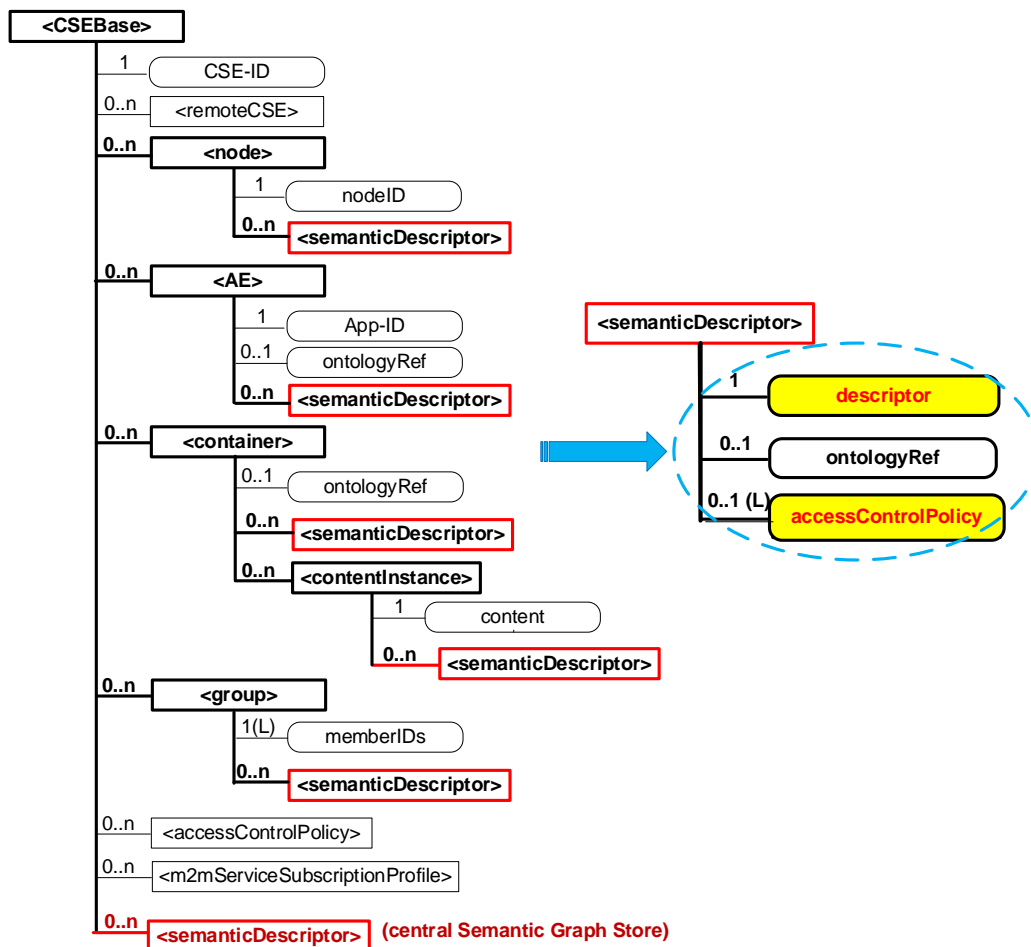 <CSEBase>
1
CSE-ID
0..n
<remoteCSE>
0..n
<node>
1
nodeID
0..n
<semanticDescriptor>
0..n
<AE>
1
App-ID
0..1
ontologyRef
0..n
<semanticDescriptor>
0..n
<container>
0..1
ontologyRef
0..n
<semanticDescriptor>
0..n
<contentInstance>
1
content
0..n
<semanticDescriptor>
0..n
<group>
1(L)
memberIDs
0..n
<semanticDescriptor>
0..n
<accessControlPolicy>
0..n
<m2mServiceSubscriptionProfile>
0..n
<semanticDescriptor>
(central Semantic Graph Store)
<semanticDescriptor>
1
descriptor
0..1
ontologyRef
0..1 (L)
accessControlPolicy